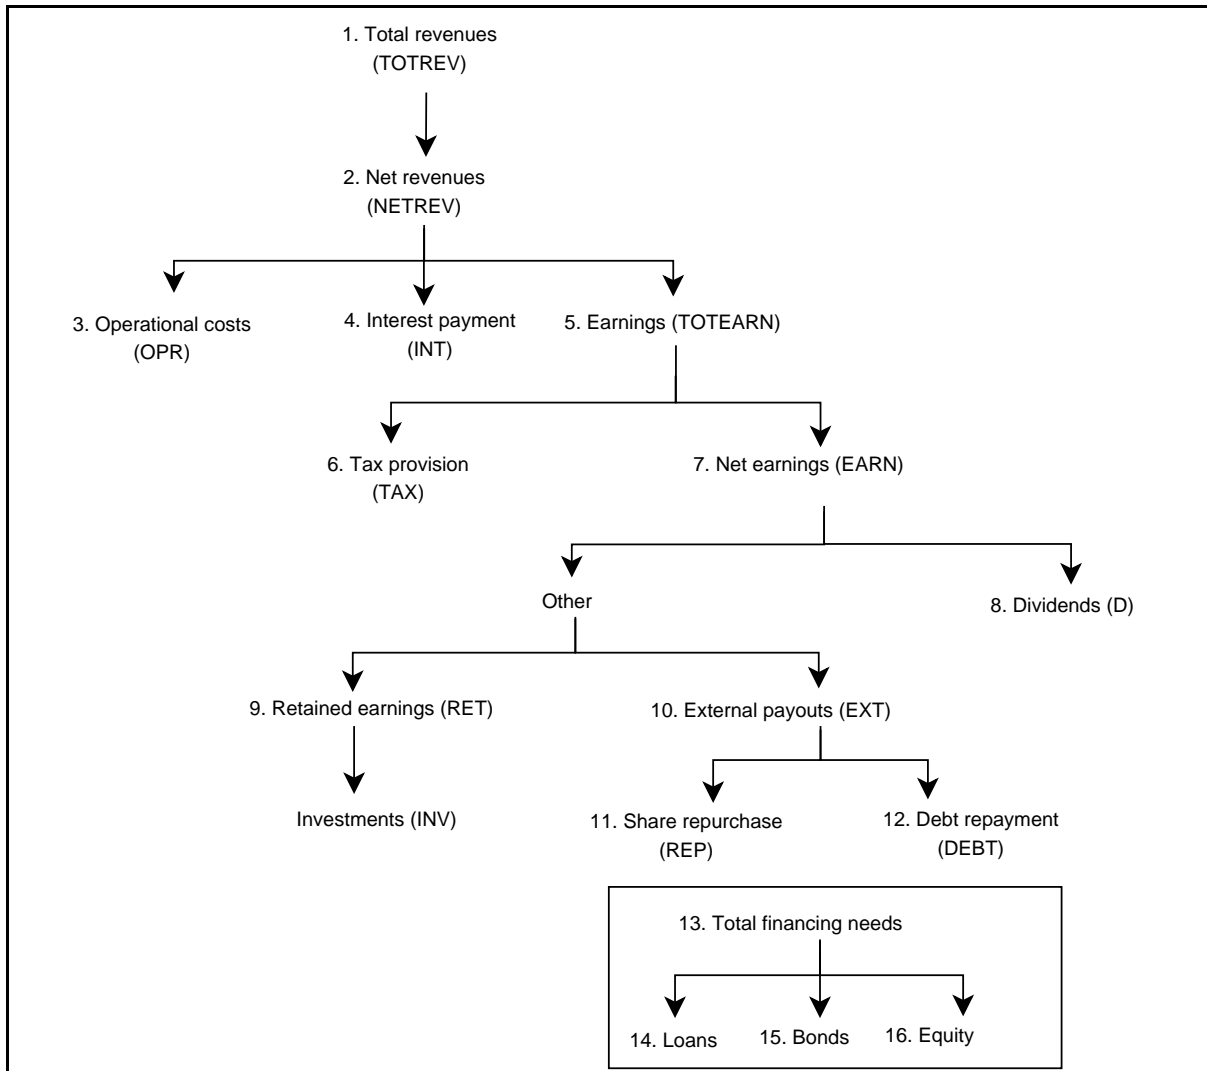 1. Total revenues
(TOTREV)
2. Net revenues
(NETREV)
3. Operational costs
(OPR)
4. Interest payment
(INT)
5. Earnings (TOTEARN)
6. Tax provision
(TAX)
7. Net earnings (EARN)
Other
8. Dividends (D)
9. Retained earnings (RET)
10. External payouts (EXT)
Investments (INV)
11. Share repurchase
(REP)
12. Debt repayment
(DEBT)
13. Total financing needs
14. Loans
15. Bonds
16. Equity